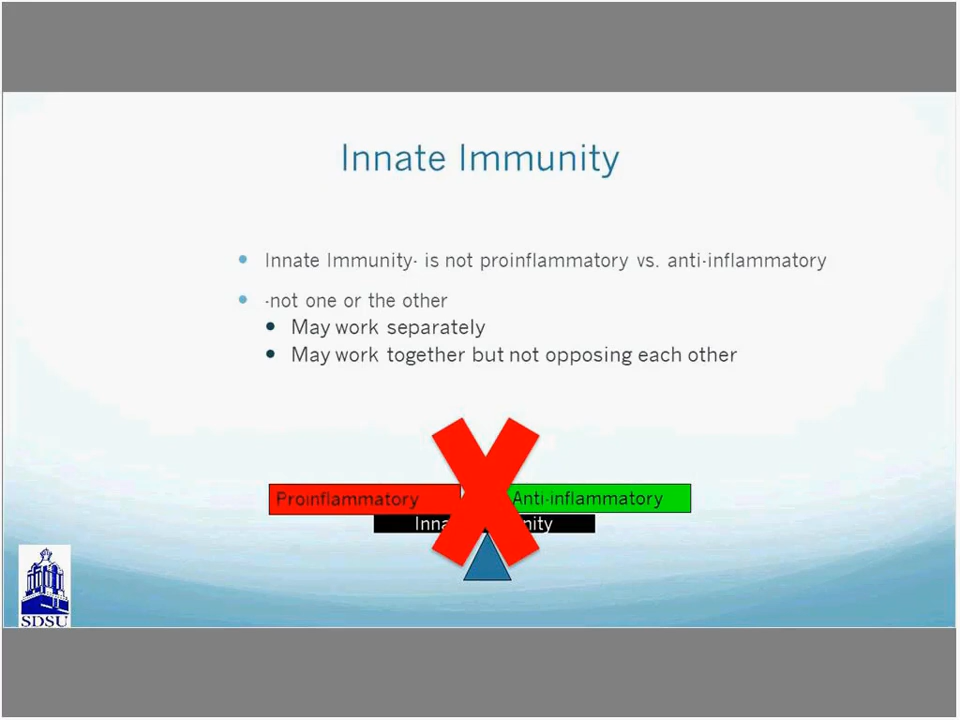 Innate Immunity
Innate Immunity- is not proinflammatory vs. anti-inflammatory
-not one or the other
May work separately
May work together but not opposing each other
Proinflammatory
Anti-inflammatory
SDSU